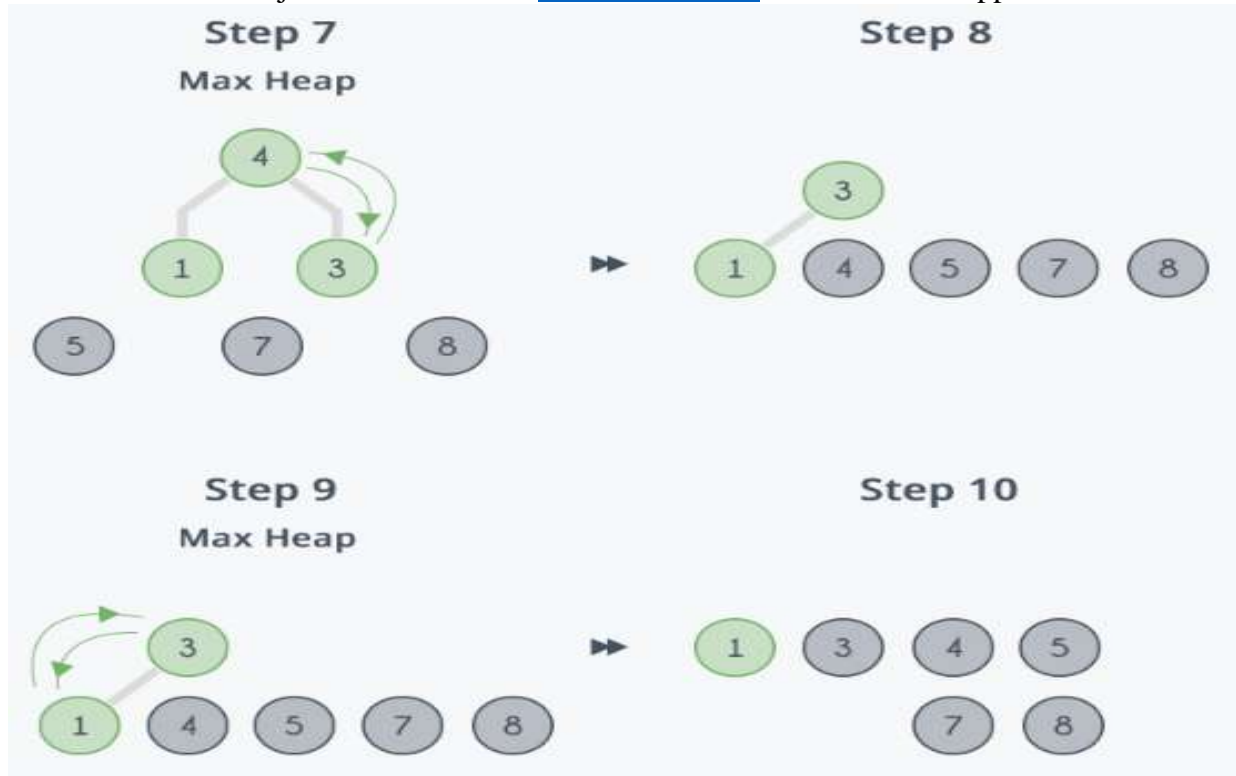 Step 7
Max Heap
4
1 3
5 7 8
Step 8
3
1 4 5 7 8
Step 9
Max Heap
3
1 4 5 7 8
Step 10
1 3 4 5
7 8